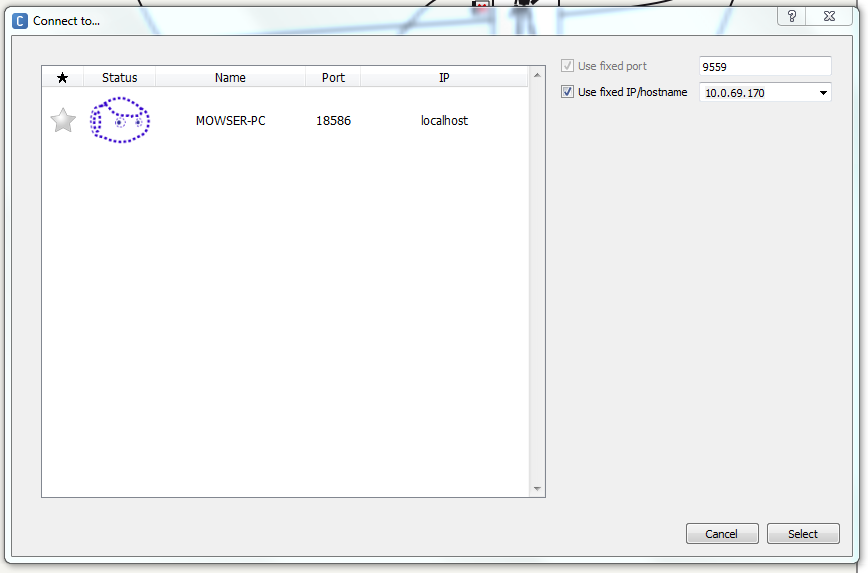 C Connect to...
? 
★ Status Name Port IP
MOWSER-PC 18586 localhost
Use fixed port 9559
Use fixed IP/hostname 10.0.69.170
Cancel Select